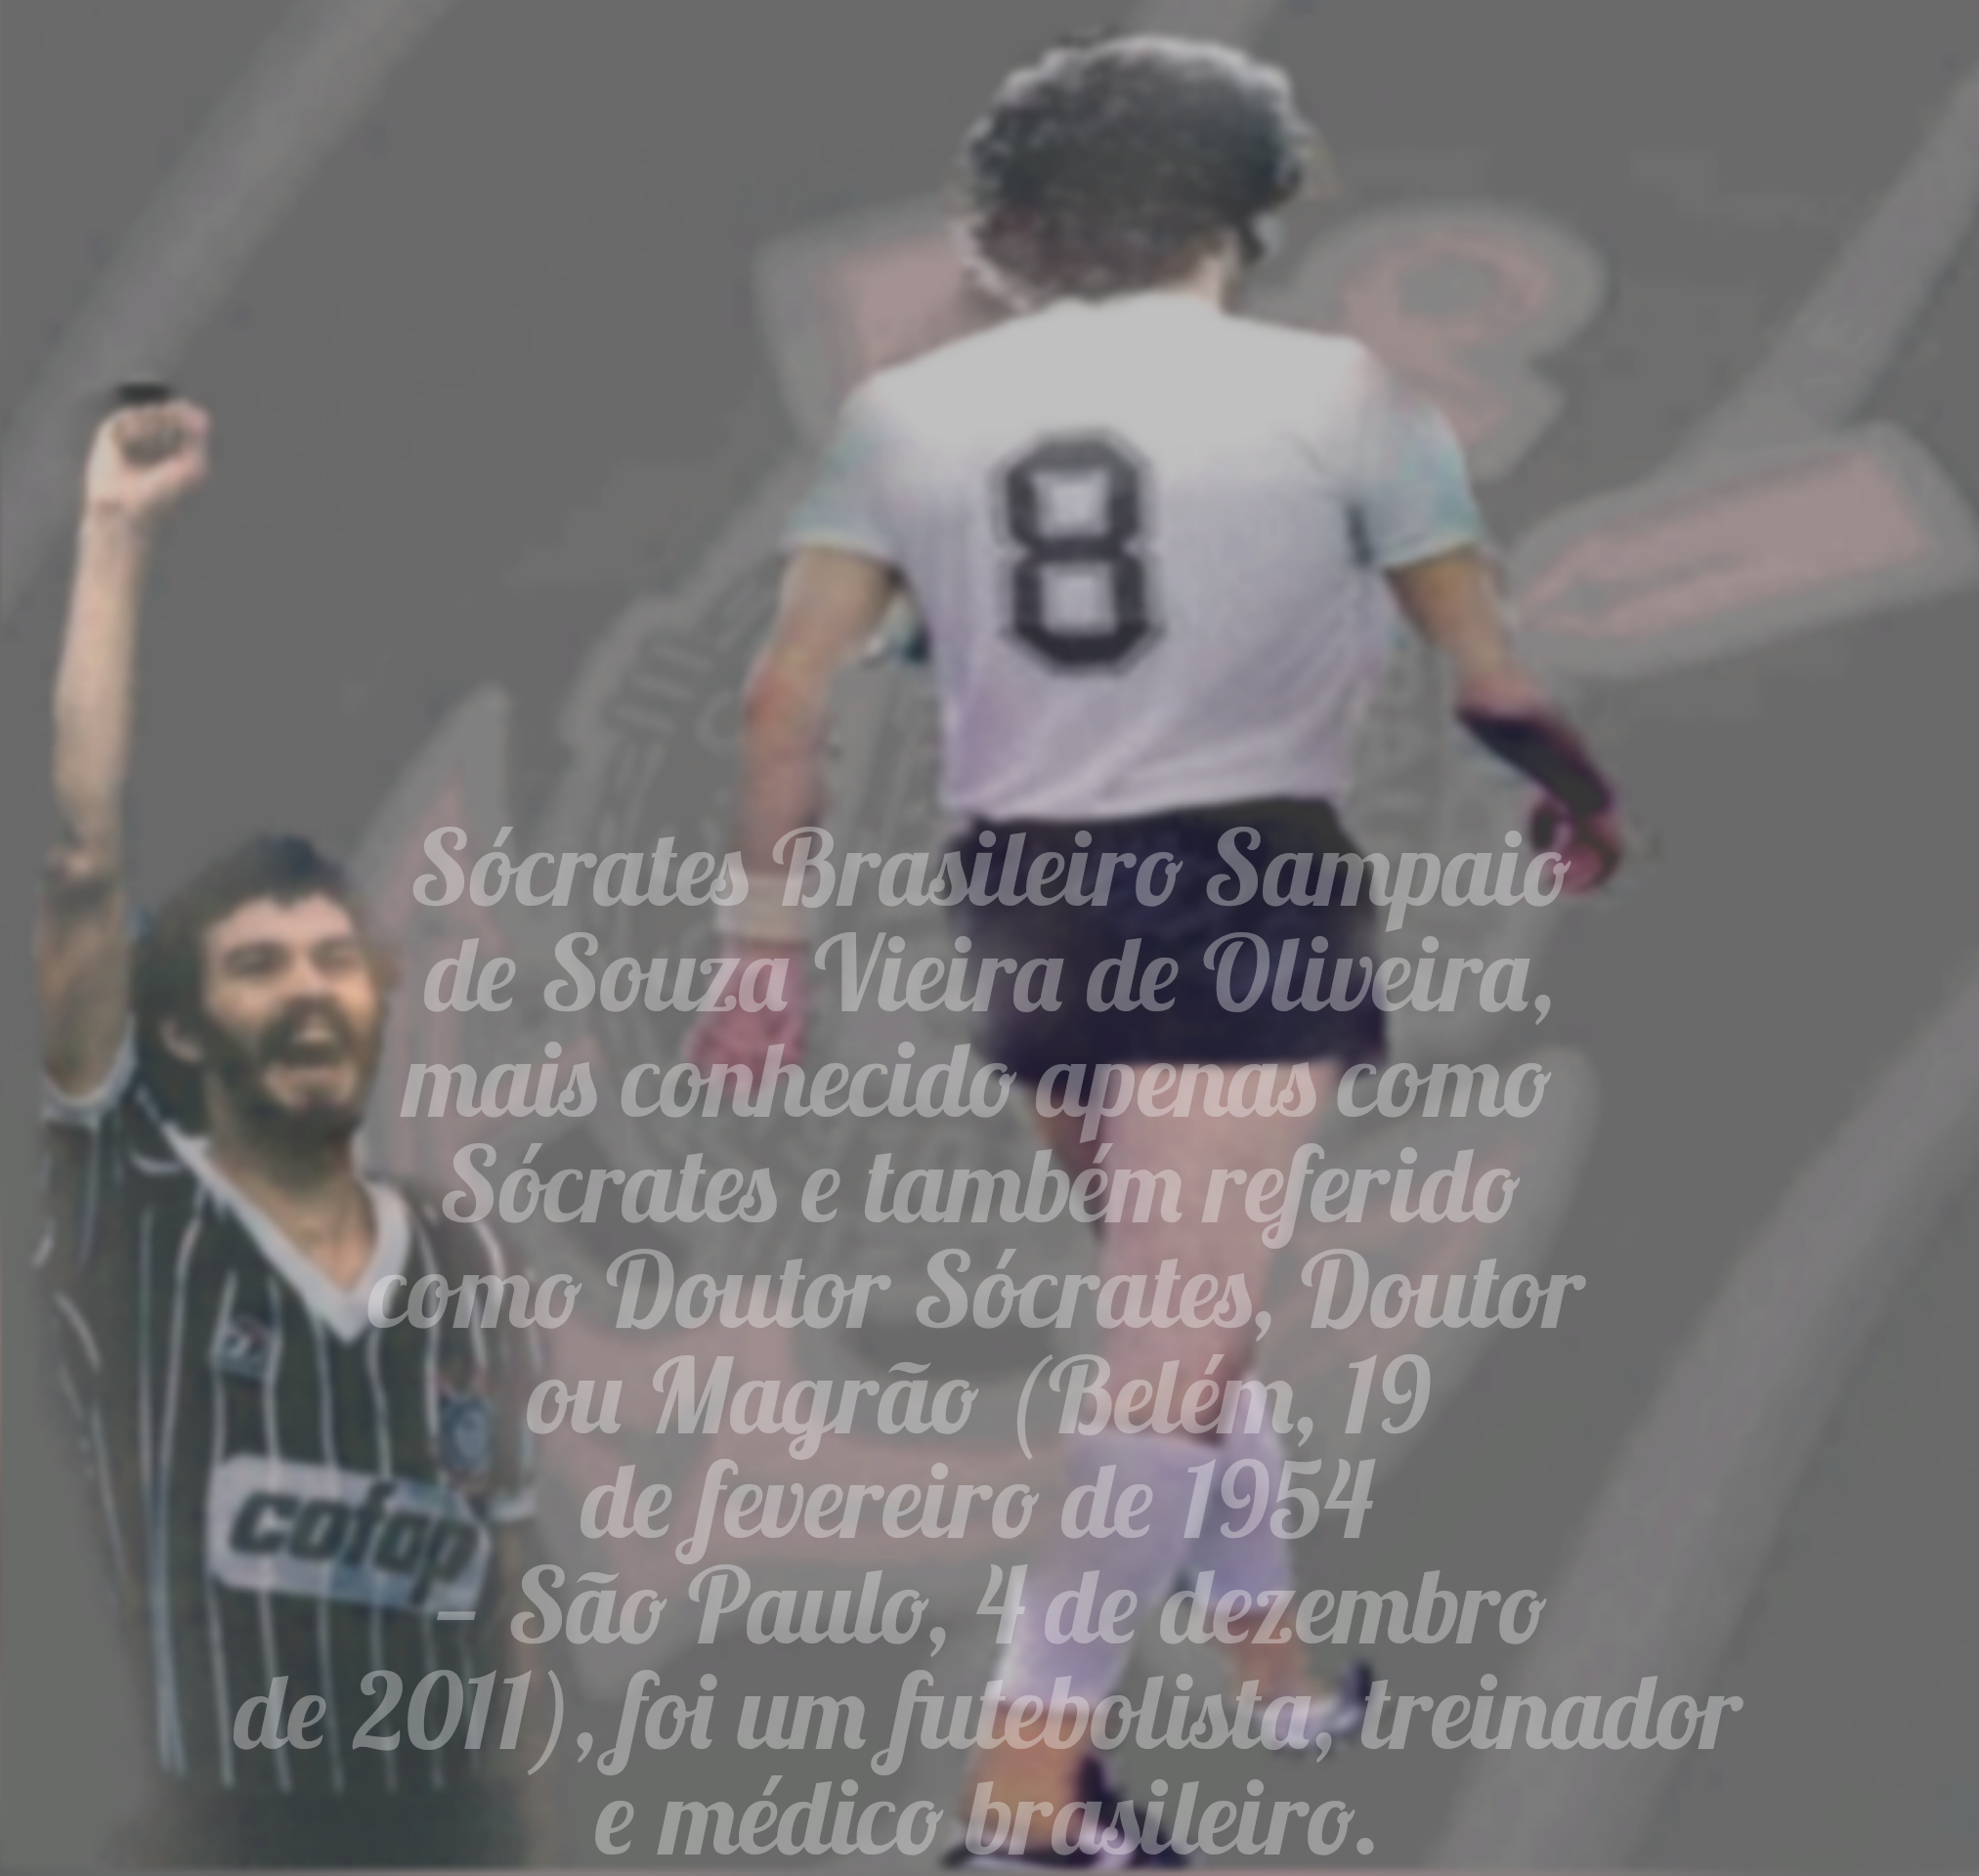 8
Sócrates Brasileiro Sampaio
de Souza Vieira de Oliveira,
mais conhecido apenas como
Sócrates e também referido
como Doutor Sócrates, Doutor
ou Magrão (Belém, 19
de fevereiro de 1954
– São Paulo, 4 de dezembro
de 2011), foi um futebolista, treinador
e médico brasileiro.
cofap